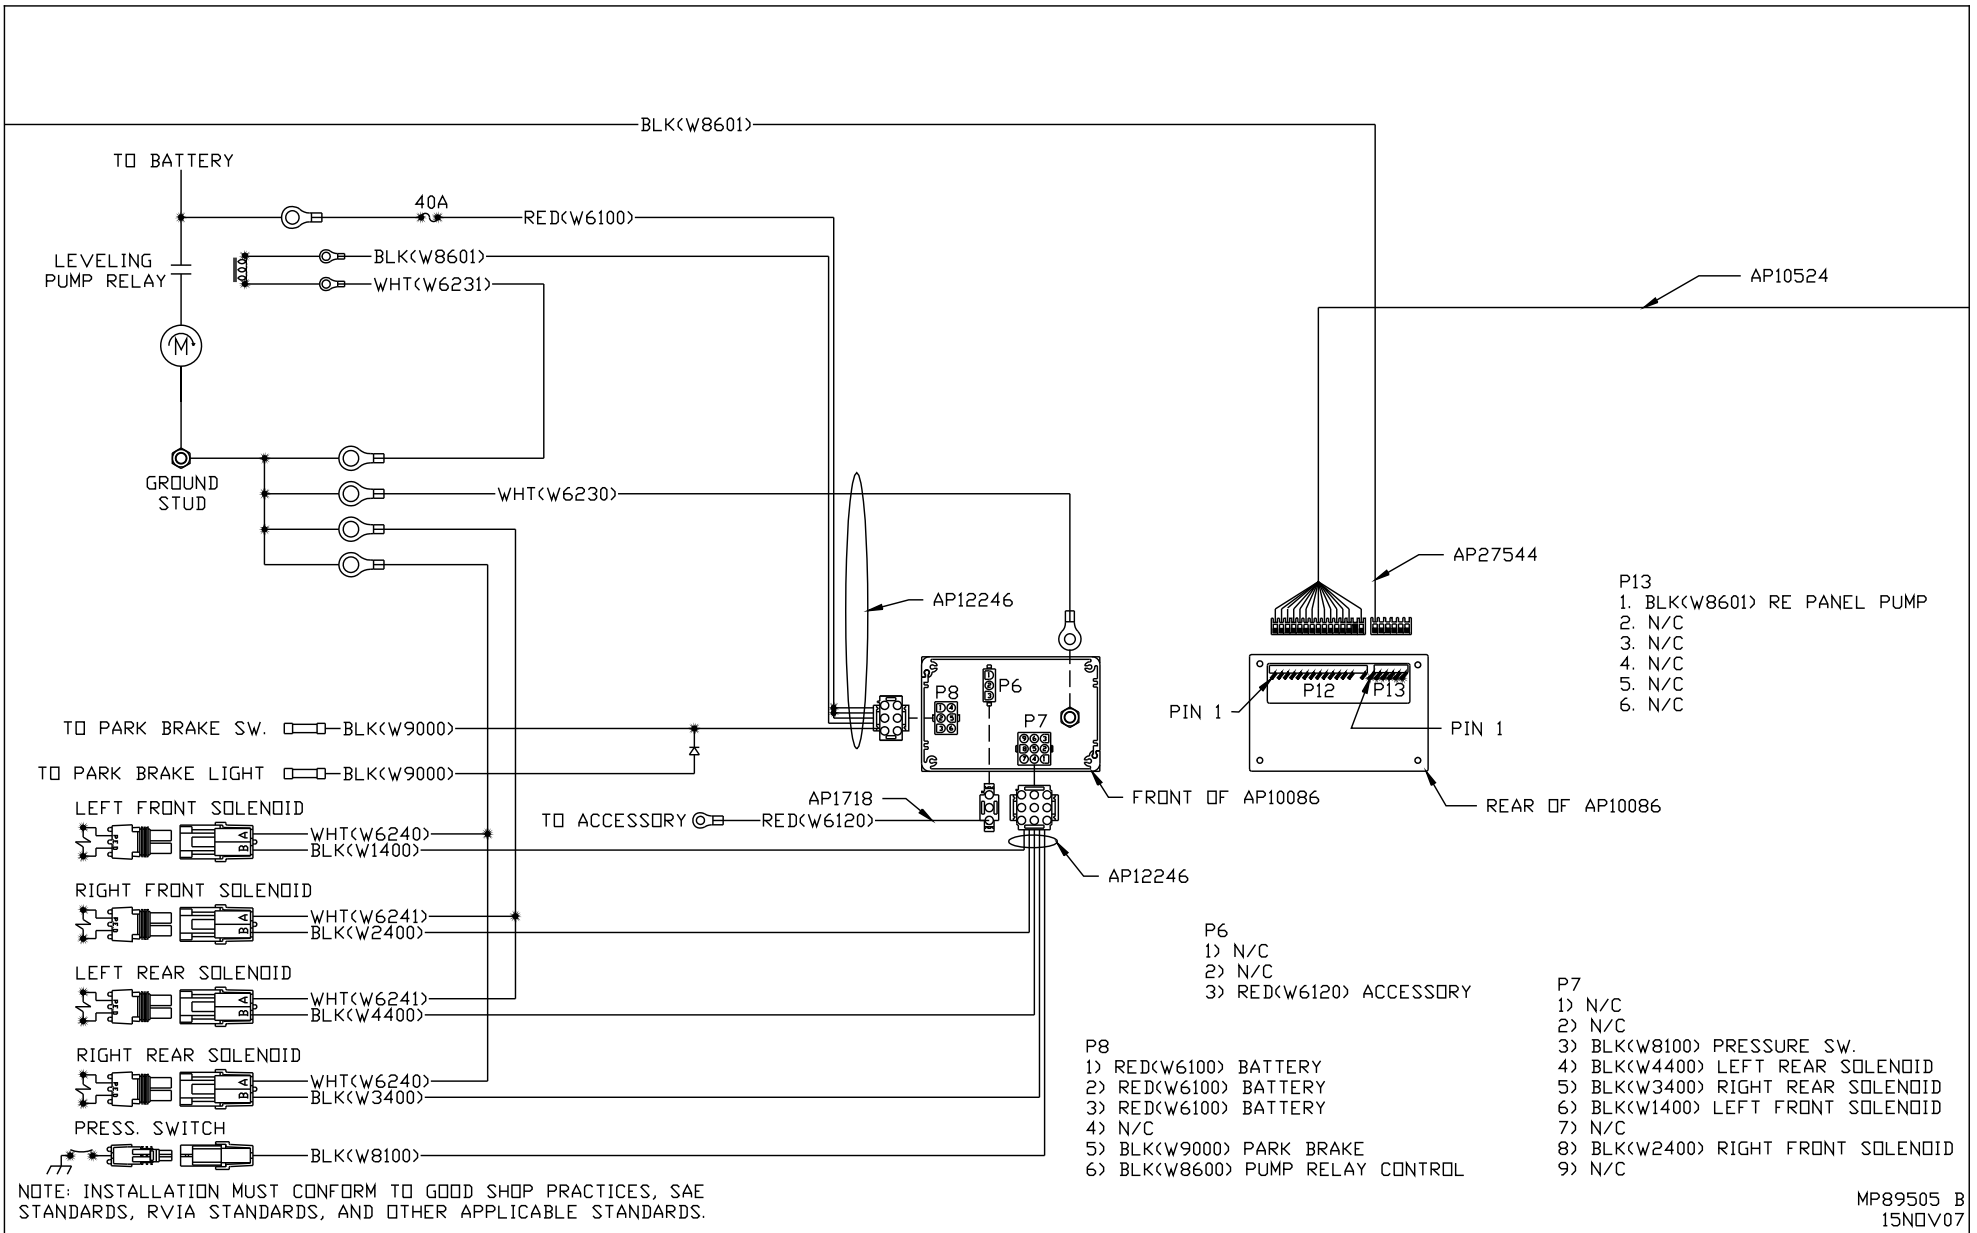 BLK(W8601)
TO BATTERY
40A
RED(W6100)
LEVELING
PUMP RELAY
BLK(W8601)
WHT(W6231)
AP10524
M
GROUND
STUD
WHT(W6230)
AP27544
AP12246
P13
1. BLK(W8601) RE PANEL PUMP
2. N/C
3. N/C
4. N/C
5. N/C
6. N/C
P8
P6
P7
P12
P13
PIN 1
PIN 1
TO PARK BRAKE SW.
BLK(W9000)
TO PARK BRAKE LIGHT
BLK(W9000)
FRONT OF AP10086
REAR OF AP10086
AP1718
TO ACCESSORY
RED(W6120)
AP12246
LEFT FRONT SOLENOID
A
B
WHT(W6240)
BLK(W1400)
RIGHT FRONT SOLENOID
A
B
WHT(W6241)
BLK(W2400)
LEFT REAR SOLENOID
A
B
WHT(W6241)
BLK(W4400)
RIGHT REAR SOLENOID
A
B
WHT(W6240)
BLK(W3400)
PRESS. SWITCH
BLK(W8100)
P6
1) N/C
2) N/C
3) RED(W6120) ACCESSORY
P8
1) RED(W6100) BATTERY
2) RED(W6100) BATTERY
3) RED(W6100) BATTERY
4) N/C
5) BLK(W9000) PARK BRAKE
6) BLK(W8600) PUMP RELAY CONTROL
P7
1) N/C
2) N/C
3) BLK(W8100) PRESSURE SW.
4) BLK(W4400) LEFT REAR SOLENOID
5) BLK(W3400) RIGHT REAR SOLENOID
6) BLK(W1400) LEFT FRONT SOLENOID
7) N/C
8) BLK(W2400) RIGHT FRONT SOLENOID
9) N/C
NOTE: INSTALLATION MUST CONFORM TO GOOD SHOP PRACTICES, SAE
STANDARDS, RVIA STANDARDS, AND OTHER APPLICABLE STANDARDS.
MP89505 B
15NOV07